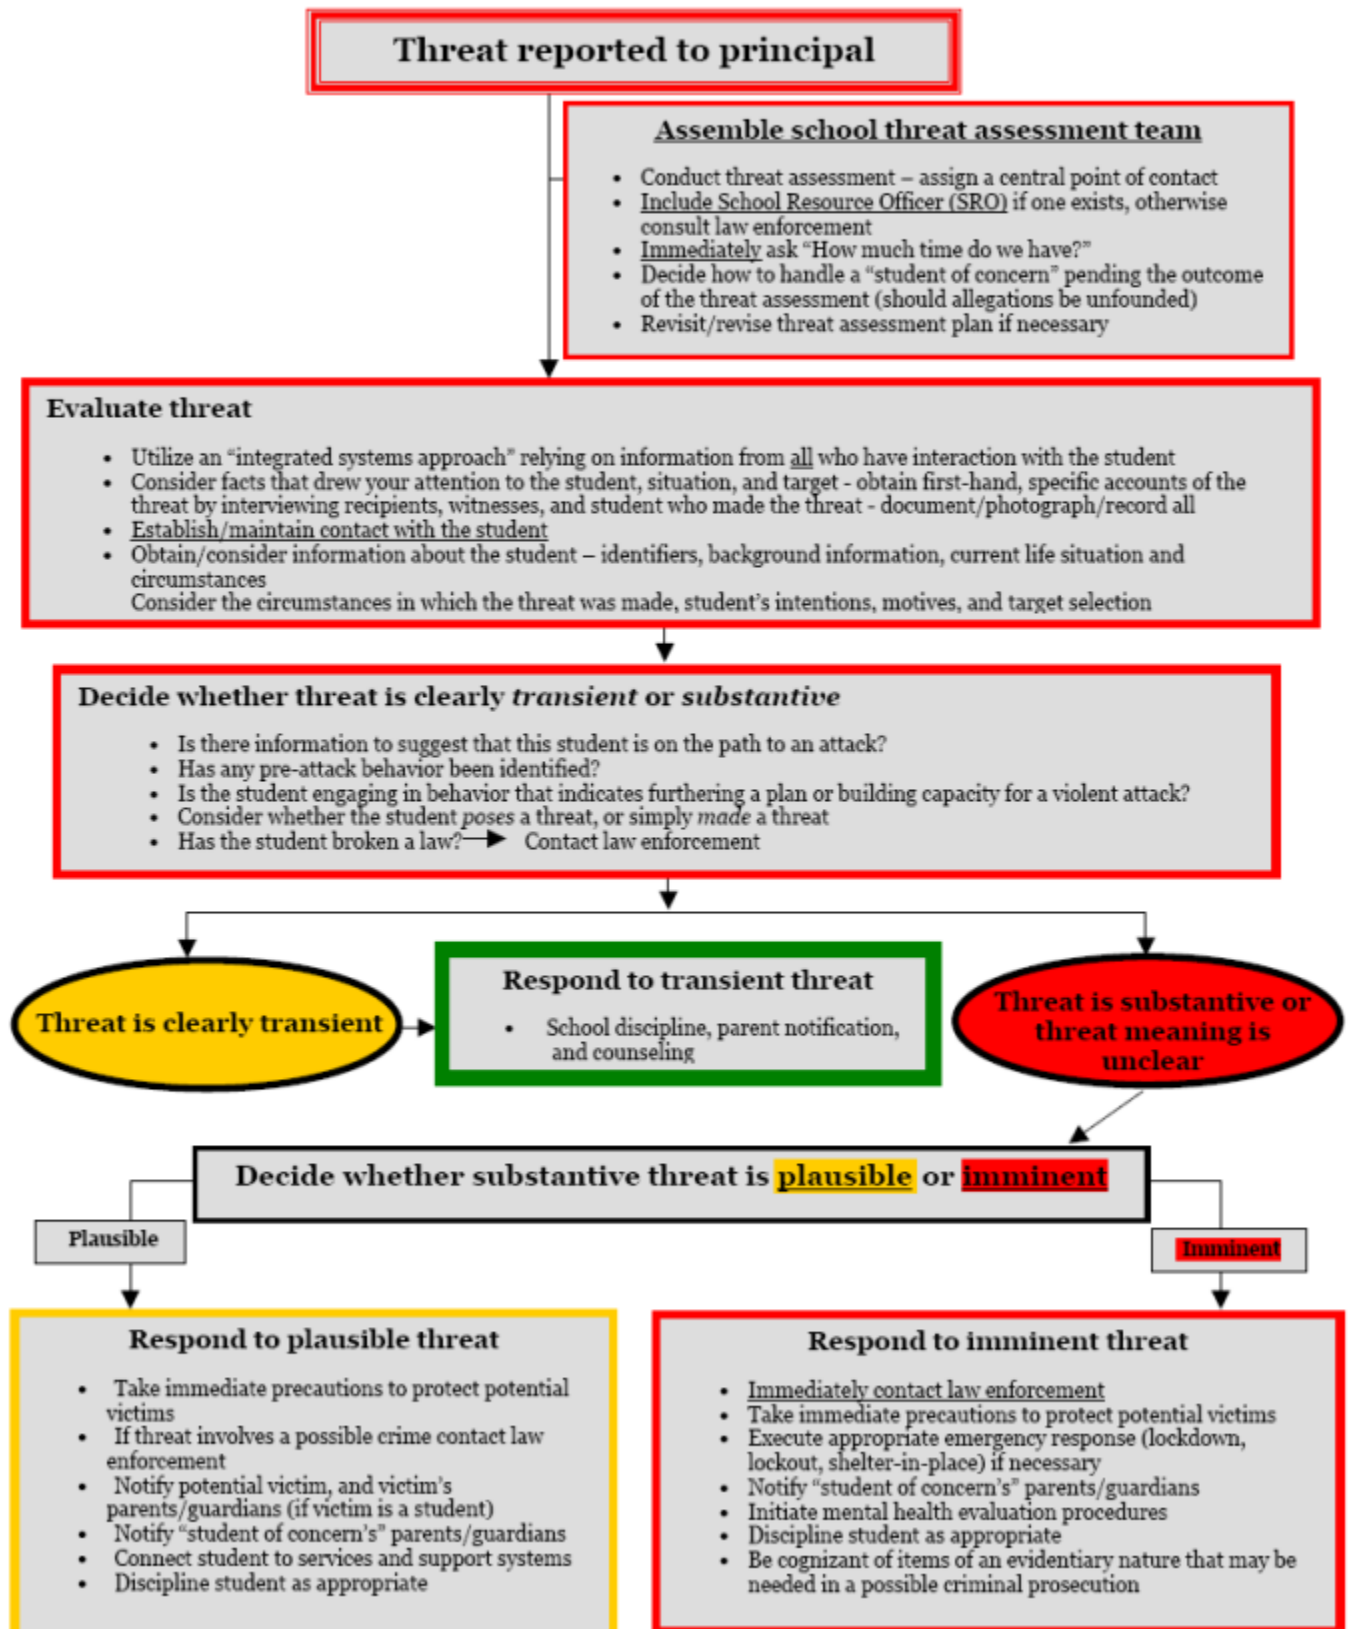 Threat reported to principal
Assemble school threat assessment team
• Conduct threat assessment – assign a central point of contact
• Include School Resource Officer (SRO) if one exists, otherwise
consult law enforcement
• Immediately ask “How much time do we have?”
• Decide how to handle a “student of concern” pending the outcome
of the threat assessment (should allegations be unfounded)
• Revisit/revise threat assessment plan if necessary
Evaluate threat
• Utilize an “integrated systems approach” relying on information from all who have interaction with the student
• Consider facts that drew your attention to the student, situation, and target - obtain first-hand, specific accounts of the
threat by interviewing recipients, witnesses, and student who made the threat - document/photograph/record all
• Establish/maintain contact with the student
• Obtain/consider information about the student – identifiers, background information, current life situation and
circumstances
Consider the circumstances in which the threat was made, student’s intentions, motives, and target selection
Decide whether threat is clearly transient or substantive
• Is there information to suggest that this student is on the path to an attack?
• Has any pre-attack behavior been identified?
• Is the student engaging in behavior that indicates furthering a plan or building capacity for a violent attack?
• Consider whether the student poses a threat, or simply made a threat
• Has the student broken a law? Contact law enforcement
Threat is clearly transient
Respond to transient threat
• School discipline, parent notification,
and counseling
Threat is substantive or
threat meaning is
unclear
Decide whether substantive threat is plausible or imminent
Plausible
Imminent
Respond to plausible threat
• Take immediate precautions to protect potential
victims
• If threat involves a possible crime contact law
enforcement
• Notify potential victim, and victim’s
parents/guardians (if victim is a student)
• Notify “student of concern’s” parents/guardians
• Connect student to services and support systems
• Discipline student as appropriate
Respond to imminent threat
• Immediately contact law enforcement
• Take immediate precautions to protect potential victims
• Execute appropriate emergency response (lockdown,
lockout, shelter-in-place) if necessary
• Notify “student of concern’s” parents/guardians
• Initiate mental health evaluation procedures
• Discipline student as appropriate
• Be cognizant of items of an evidentiary nature that may be
needed in a possible criminal prosecution